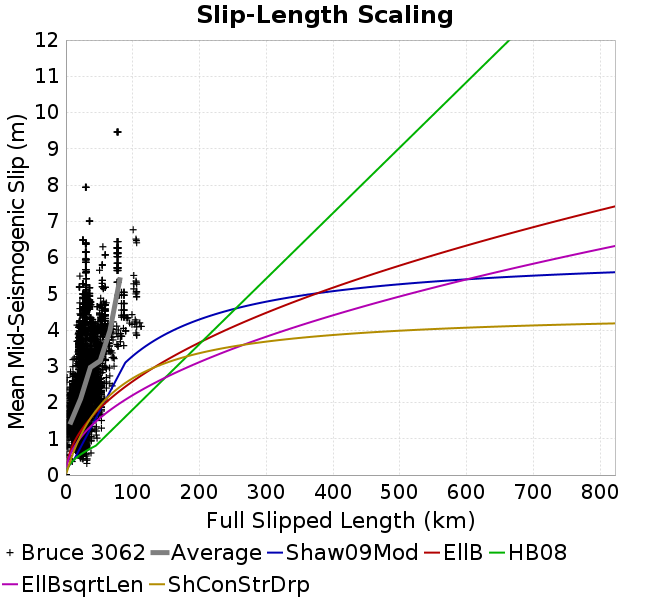 Slip-Length Scaling
Mean Mid-Seismogenic Slip (m)
12
11
10
9
8
7
6
5
4
3
2
1
0
0 100 200 300 400 500 600 700 800
Full Slipped Length (km)
Bruce 3062 Average Shaw09Mod EllB HB08
EllBsqrtLen ShConStrDrp